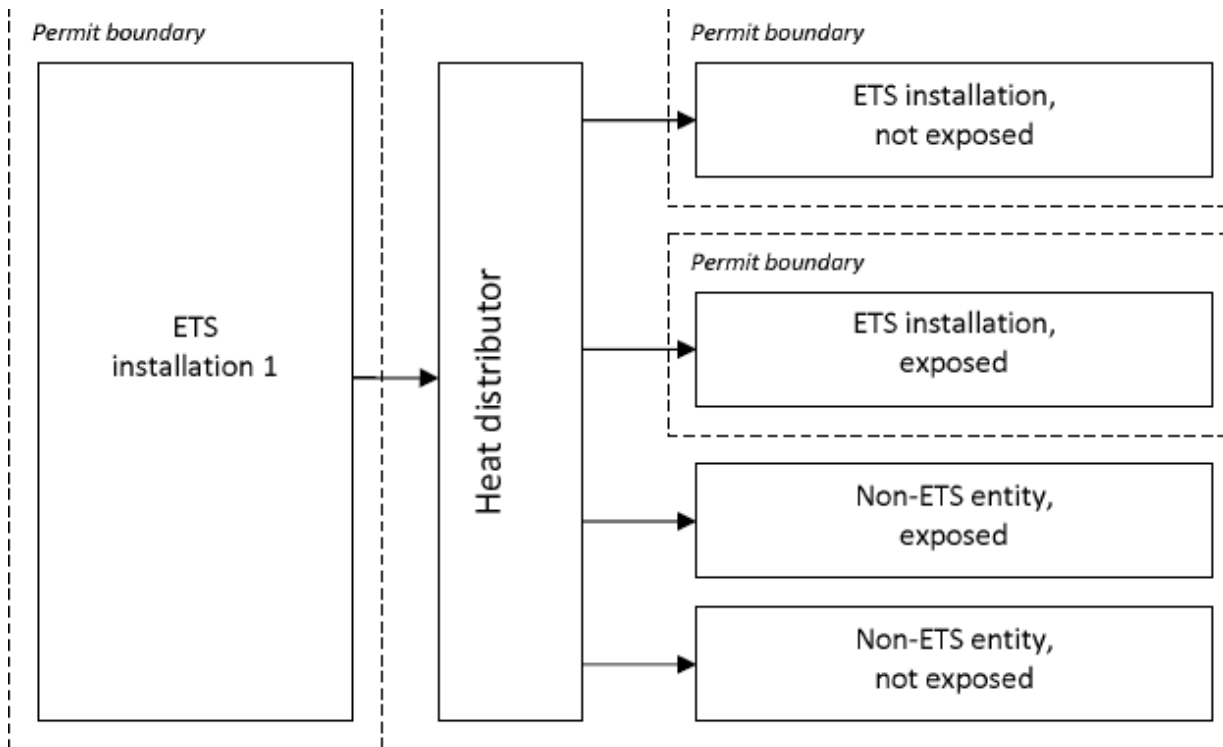 Permit boundary
ETS
installation 1
Heat distributor
Permit boundary
ETS installation,
not exposed
Permit boundary
ETS installation,
exposed
Non-ETS entity,
exposed
Non-ETS entity,
not exposed